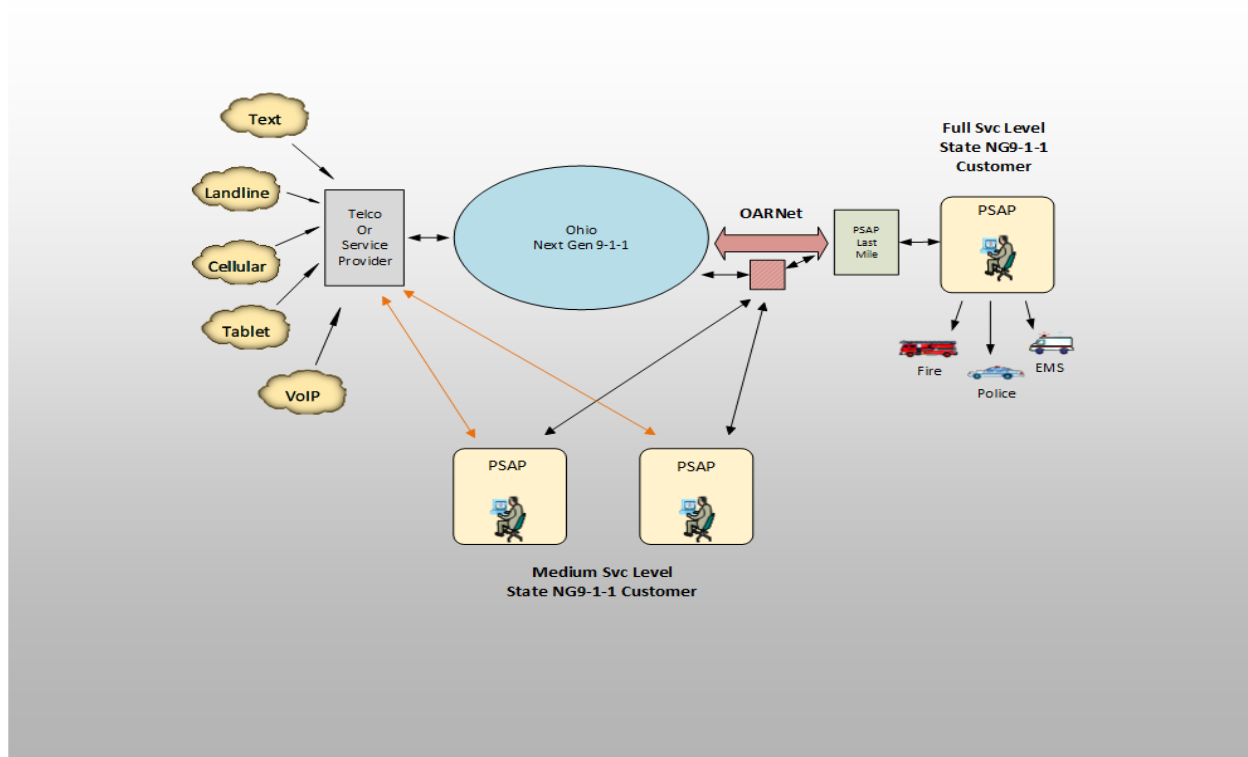 Text
Landline
Cellular
Tablet
VoIP
Telco
Or
Service
Provider
Ohio
Next Gen 9-1-1
OARNet
PSAP
Last
Mile
Full Svc Level
State NG9-1-1
Customer
PSAP
Fire
Police
EMS
PSAP
PSAP
Medium Svc Level
State NG9-1-1 Customer